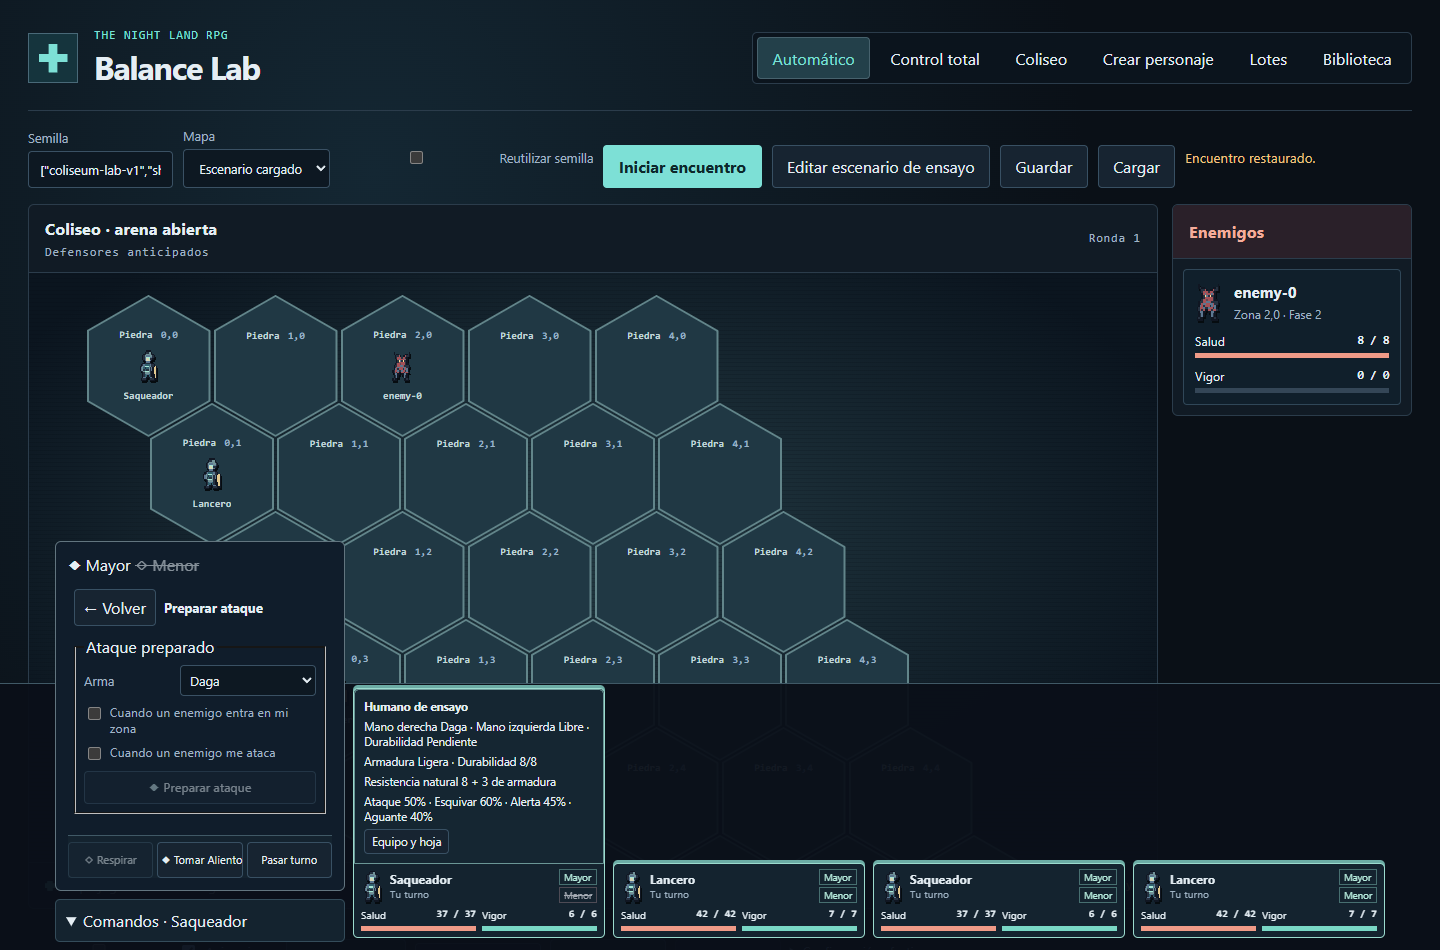 THE NIGHT LAND RPG
Balance Lab
Automático
Control total
Coliseo
Crear personaje
Lotes
Biblioteca
Semilla
["coliseum-lab-v1","sl
Mapa
Escenario cargado
Reutilizar semilla
Iniciar encuentro
Editar escenario de ensayo
Guardar
Cargar
Encuentro restaurado.
Coliseo · arena abierta
Defensores anticipados
Ronda 1
Enemigos
enemy-0
Zona 2,0 · Fase 2
Salud 8 / 8
Vigor 0 / 0
Piedra 0,0
Saqueador
Piedra 1,0
Piedra 2,0
enemy-0
Piedra 3,0
Piedra 4,0
Piedra 0,1
Lancero
Piedra 1,1
Piedra 2,1
Piedra 3,1
Piedra 4,1
Piedra 1,2
Piedra 2,2
Piedra 3,2
Piedra 4,2
0,3
Piedra 1,3
Piedra 2,3
Piedra 3,3
Piedra 4,3
◆ Mayor ◇ Menor
← Volver
Preparar ataque
Ataque preparado
Arma
Daga
Cuando un enemigo entra en mi
zona
Cuando un enemigo me ataca
◆ Preparar ataque
◇ Respirar
◆ Tomar Aliento
Pasar turno
▼ Comandos · Saqueador
Humano de ensayo
Mano derecha Daga · Mano izquierda Libre ·
Durabilidad Pendiente
Armadura Ligera · Durabilidad 8/8
Resistencia natural 8 + 3 de armadura
Ataque 50% · Esquivar 60% · Alerta 45% ·
Aguante 40%
Equipo y hoja
Saqueador
Tu turno
Mayor
Menor
Salud 37 / 37 Vigor 6 / 6
Lancero
Tu turno
Mayor
Menor
Salud 42 / 42 Vigor 7 / 7
Saqueador
Tu turno
Mayor
Menor
Salud 37 / 37 Vigor 6 / 6
Lancero
Tu turno
Mayor
Menor
Salud 42 / 42 Vigor 7 / 7